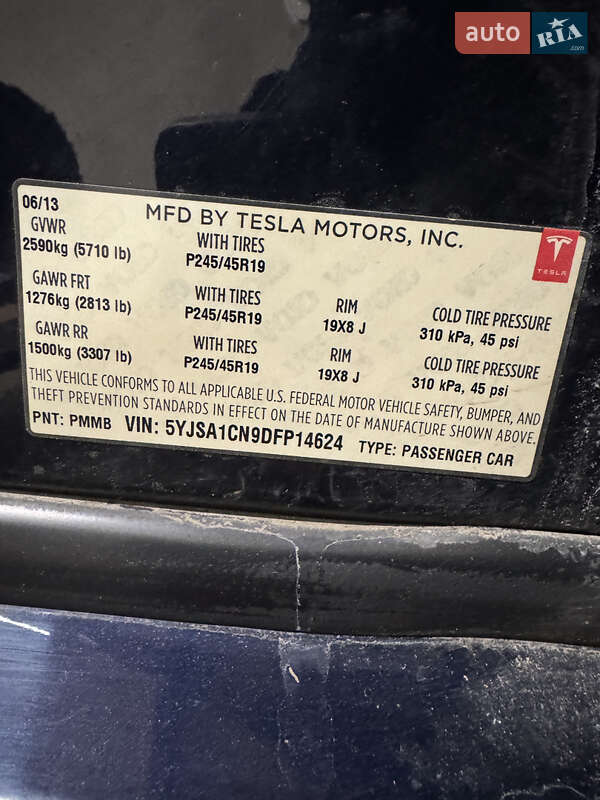 auto RIA .com
06/13
MFD BY TESLA MOTORS, INC.
GVWR WITH TIRES
2590kg (5710 lb) P245/45R19
TESLA
GAWR FRT WITH TIRES RIM COLD TIRE PRESSURE
1276kg (2813 lb) P245/45R19 19X8 J 310 kPa, 45 psi
GAWR RR WITH TIRES RIM COLD TIRE PRESSURE
1500kg (3307 lb) P245/45R19 19X8 J 310 kPa, 45 psi
THIS VEHICLE CONFORMS TO ALL APPLICABLE U.S. FEDERAL MOTOR VEHICLE SAFETY, BUMPER, AND
THEFT PREVENTION STANDARDS IN EFFECT ON THE DATE OF MANUFACTURE SHOWN ABOVE.
PNT: PMMB VIN: 5YJSA1CN9DFP14624 TYPE: PASSENGER CAR